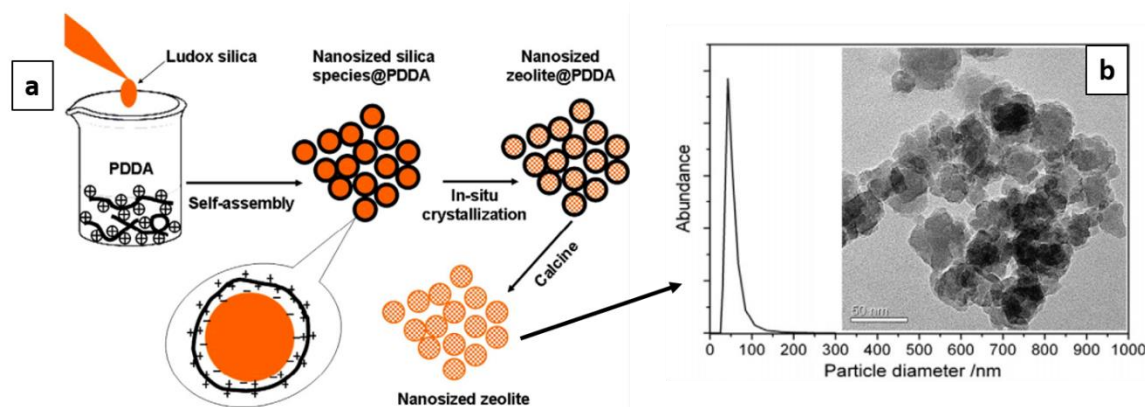 a
Ludox silica
PDDA
Self-assembly
Nanosized silica
species@PDDA
In-situ
crystallization
Nanosized
zeolite@PDDA
Calcine
Nanosized zeolite
b
Abundance
50 nm
0 100 200 300 400 500 600 700 800 900 1000
Particle diameter /nm